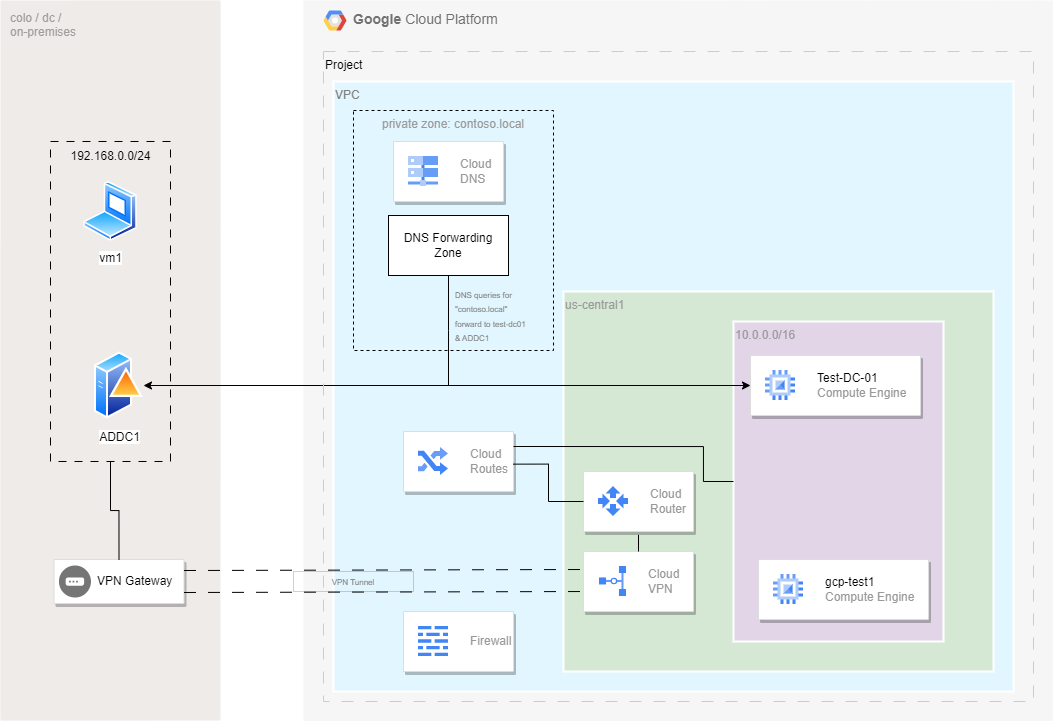 colo / dc /
on-premises
Google Cloud Platform
Project
VPC
private zone: contoso.local
Cloud
DNS
DNS Forwarding
Zone
DNS queries for
"contoso.local"
forward to test-dc01
& ADDC1
192.168.0.0/24
vm1
ADDC1
VPN Gateway
VPN Tunnel
us-central1
10.0.0.0/16
Test-DC-01
Compute Engine
Cloud
Routes
Cloud
Router
Cloud
VPN
gcp-test1
Compute Engine
Firewall